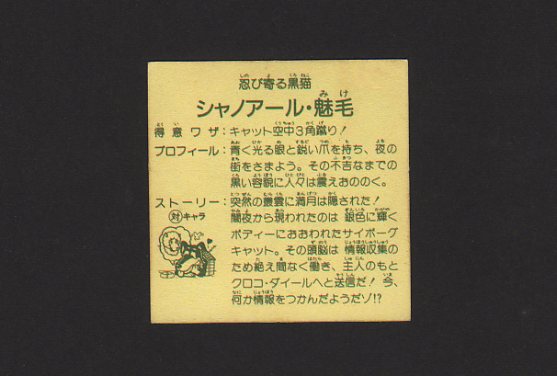 忍び寄る黒猫
シャノアール・魅毛
得意ワザ：キャット空中3角蹴り！
プロフィール：青く光る眼と鋭い爪を持ち、夜の
街をさまよう。その不吉なまでの
黒い容貌に人々は震えおののく。
ストーリー：突然の叢雲に満月は隠された！
対キャラ 闇夜から現われたのは 銀色に輝く
ボディーにおおわれたサイボーグ
キャット。その頭脳は 情報収集の
ため絶え間なく働き、主人のもと
クロコ・ダイールへと送信だ！ 今、
何か情報をつかんだようだゾ!?